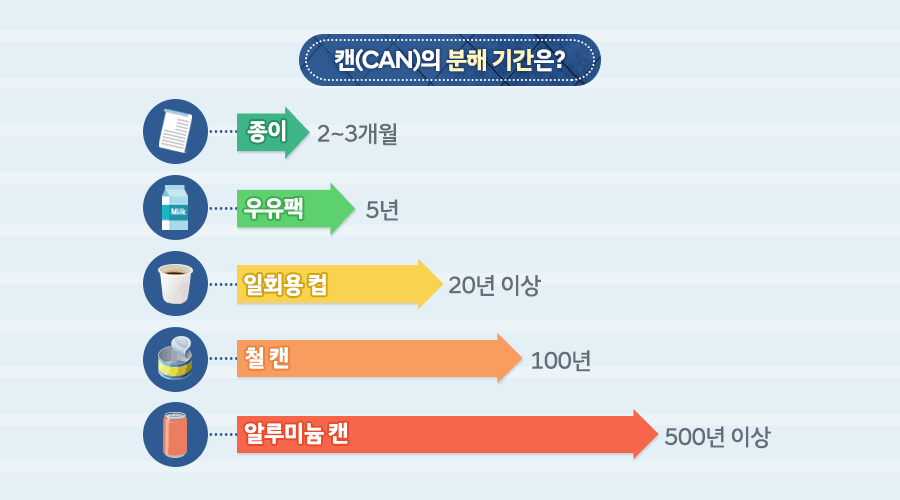 캔(CAN)의 분해 기간은?
종이 2~3개월
Milk
우유팩 5년
일회용 컵 20년 이상
철 캔 100년
알루미늄 캔 500년 이상